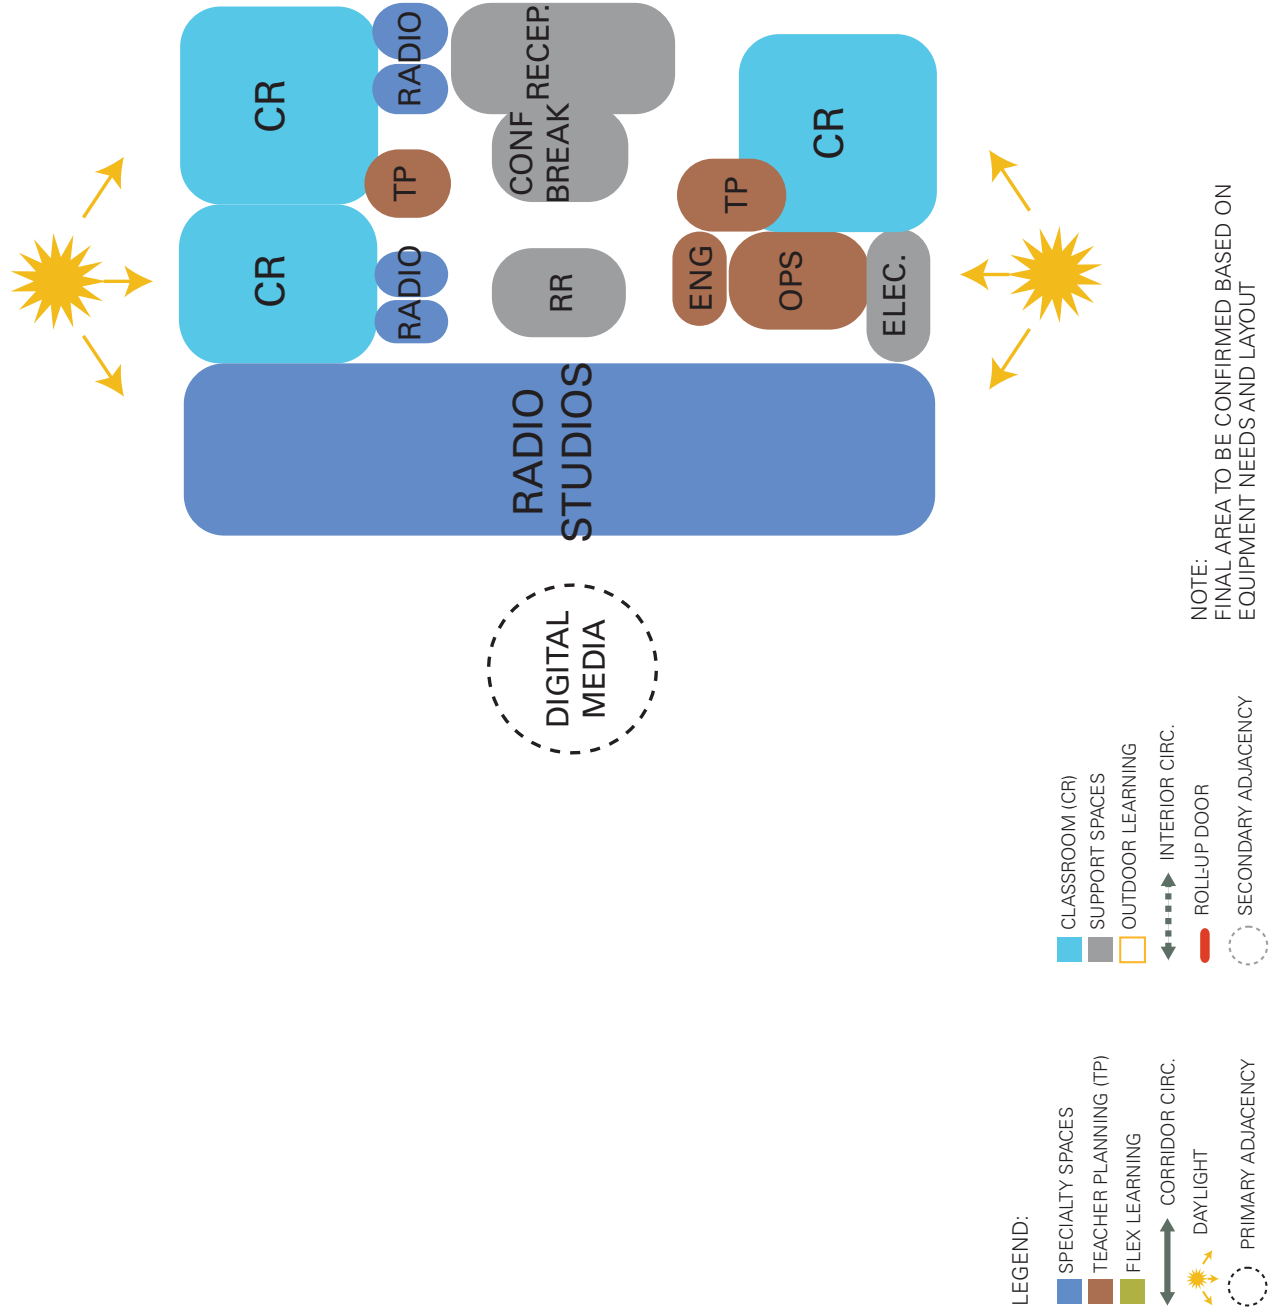 DIGITAL
MEDIA
RADIO
STUDIOS
CR
CR
RADIO
RADIO
TP
RR
CONF
BREAK
RECEP.
ENG
TP
OPS
CR
ELEC.
LEGEND:
SPECIALTY SPACES
TEACHER PLANNING (TP)
FLEX LEARNING
CORRIDOR CIRC.
DAYLIGHT
PRIMARY ADJACENCY
CLASSROOM (CR)
SUPPORT SPACES
OUTDOOR LEARNING
INTERIOR CIRC.
ROLL-UP DOOR
SECONDARY ADJACENCY
NOTE:
FINAL AREA TO BE CONFIRMED BASED ON
EQUIPMENT NEEDS AND LAYOUT